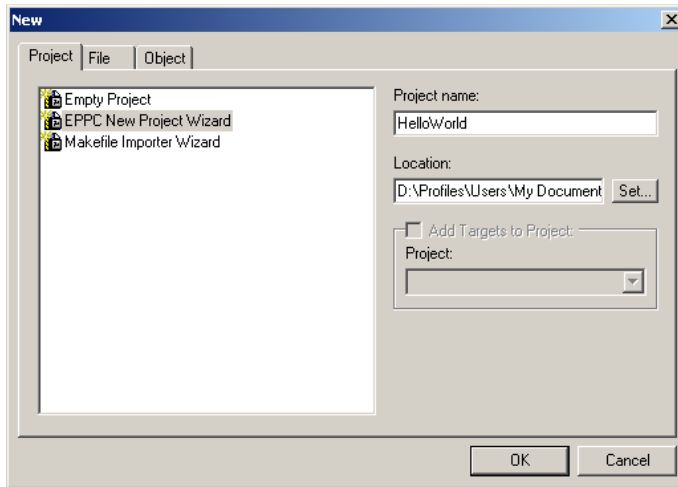 New
Project
File
Object
Empty Project
EPPC New Project Wizard
Makefile Importer Wizard
Project name:
HelloWorld
Location:
D:\Profiles\Users\My Document
Set...
Add Targets to Project:
Project:
OK
Cancel